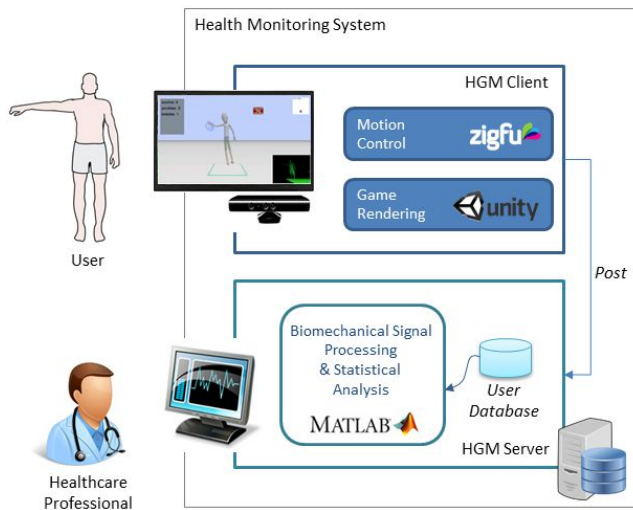 Health Monitoring System
HGM Client
Motion
Control
zigfu
Game
Rendering
unity
User
Post
Biomechanical Signal
Processing
& Statistical
Analysis
MATLAB®
User
Database
HGM Server
Healthcare
Professional